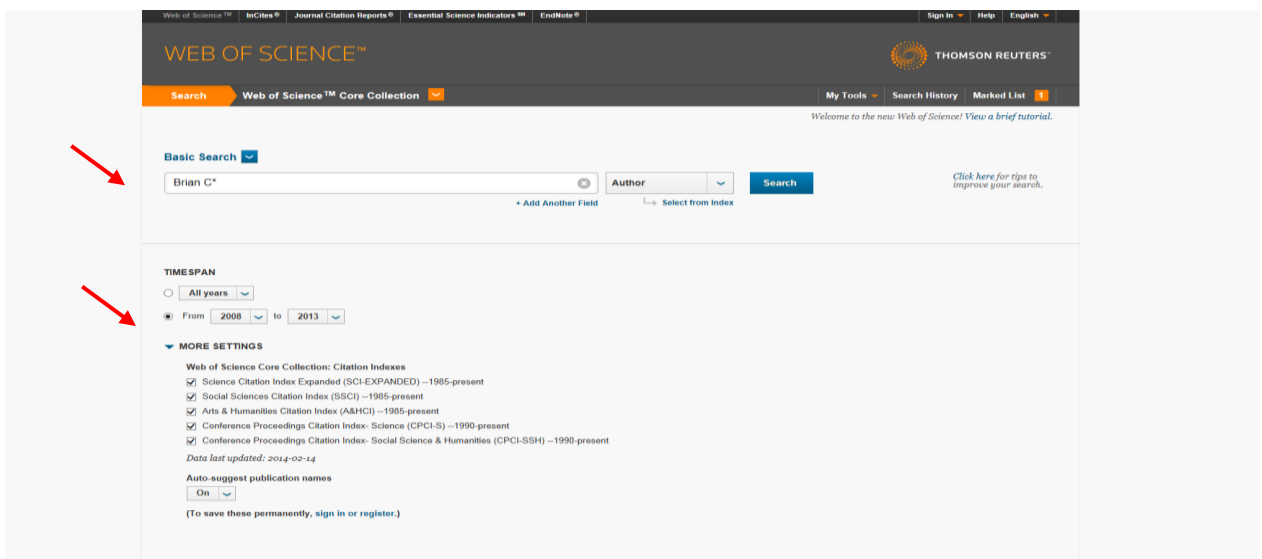 Web of Science™ InCites® Journal Citation Reports® Essential Science Indicators ℠ EndNote® Sign In Help English
WEB OF SCIENCE™
THOMSON REUTERS™
Search Web of Science™ Core Collection My Tools Search History Marked List 1
Welcome to the new Web of Science! View a brief tutorial.
Basic Search
Brian C* Author Search
Click here for tips to
improve your search.
+ Add Another Field Select from Index
TIMESPAN
All years
From 2008 to 2013
MORE SETTINGS
Web of Science Core Collection: Citation Indexes
Science Citation Index Expanded (SCI-EXPANDED) --1985-present
Social Sciences Citation Index (SSCI) --1985-present
Arts & Humanities Citation Index (A&HCI) --1985-present
Conference Proceedings Citation Index- Science (CPCI-S) --1990-present
Conference Proceedings Citation Index- Social Science & Humanities (CPCI-SSH) --1990-present
Data last updated: 2014-02-14
Auto-suggest publication names
On
(To save these permanently, sign in or register.)